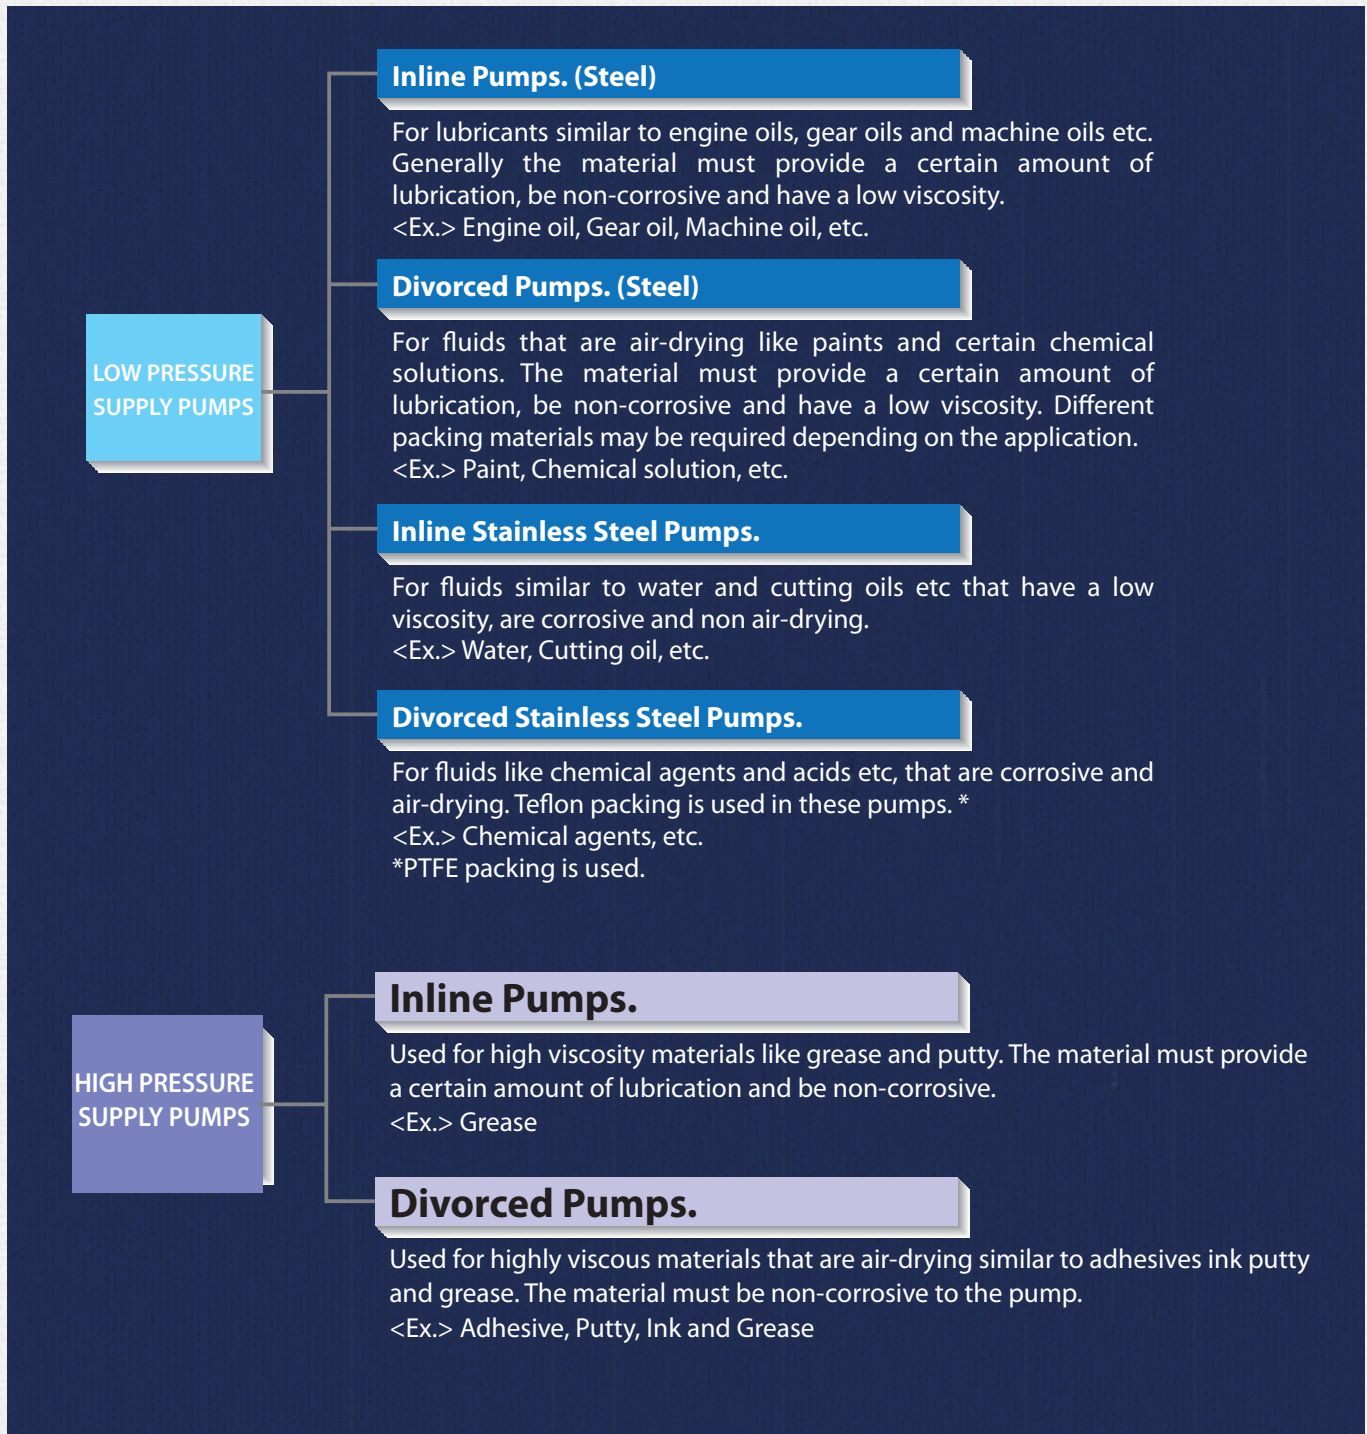 Inline Pumps. (Steel)
For lubricants similar to engine oils, gear oils and machine oils etc.
Generally the material must provide a certain amount of
lubrication, be non-corrosive and have a low viscosity.
<Ex.> Engine oil, Gear oil, Machine oil, etc.
Divorced Pumps. (Steel)
For fluids that are air-drying like paints and certain chemical
solutions. The material must provide a certain amount of
lubrication, be non-corrosive and have a low viscosity. Different
packing materials may be required depending on the application.
<Ex.> Paint, Chemical solution, etc.
LOW PRESSURE
SUPPLY PUMPS
Inline Stainless Steel Pumps.
For fluids similar to water and cutting oils etc that have a low
viscosity, are corrosive and non air-drying.
<Ex.> Water, Cutting oil, etc.
Divorced Stainless Steel Pumps.
For fluids like chemical agents and acids etc, that are corrosive and
air-drying. Teflon packing is used in these pumps. *
<Ex.> Chemical agents, etc.
*PTFE packing is used.
Inline Pumps.
Used for high viscosity materials like grease and putty. The material must provide
a certain amount of lubrication and be non-corrosive.
<Ex.> Grease
HIGH PRESSURE
SUPPLY PUMPS
Divorced Pumps.
Used for highly viscous materials that are air-drying similar to adhesives ink putty
and grease. The material must be non-corrosive to the pump.
<Ex.> Adhesive, Putty, Ink and Grease